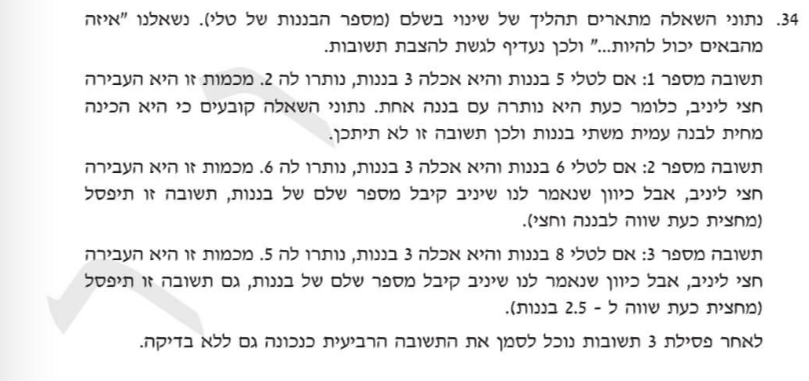 34. נתוני השאלה מתארים תהליך של שינוי בשלם (מספר הבננות של טלי). נשאלנו "איזה
מהבאים יכול להיות..." ולכן נעדיף לגשת להצבת תשובות.
תשובה מספר 1: אם לטלי 5 בננות והיא אכלה 3 בננות, נותרו לה 2. מכמות זו היא העבירה
חצי ליניב, כלומר כעת היא נותרה עם בננה אחת. נתוני השאלה קובעים כי היא הכינה
מחית לבנה עמית משתי בננות ולכן תשובה זו לא תיתכן.
תשובה מספר 2: אם לטלי 6 בננות והיא אכלה 3 בננות, נותרו לה 6. מכמות זו היא העבירה
חצי ליניב, אבל כיוון שנאמר לנו שיניב קיבל מספר שלם של בננות, תשובה זו תיפסל
(מחצית כעת שווה לבננה וחצי).
תשובה מספר 3: אם לטלי 8 בננות והיא אכלה 3 בננות, נותרו לה 5. מכמות זו היא העבירה
חצי ליניב, אבל כיוון שנאמר לנו שיניב קיבל מספר שלם של בננות, גם תשובה זו תיפסל
(מחצית כעת שווה ל - 2.5 בננות).
לאחר פסילת 3 תשובות נוכל לסמן את התשובה הרביעית כנכונה גם ללא בדיקה.